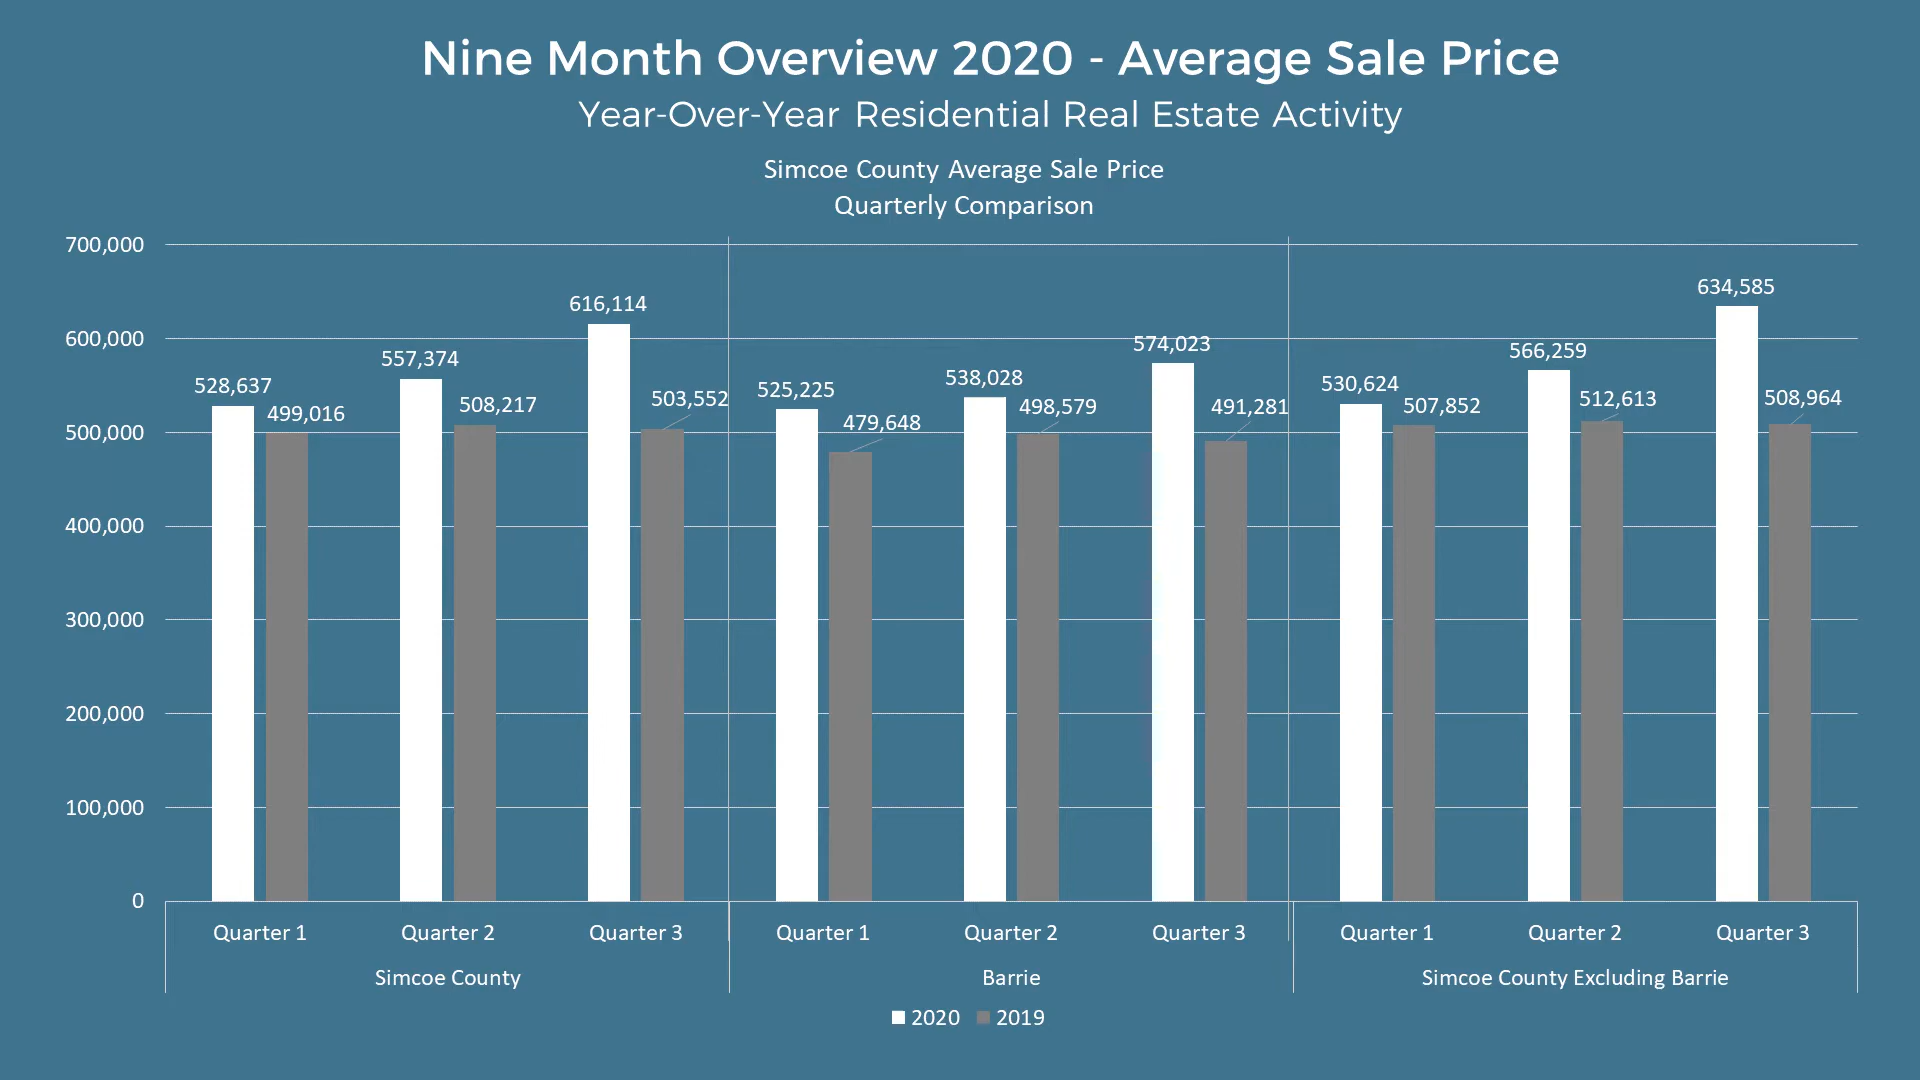 Nine Month Overview 2020 - Average Sale Price
Year-Over-Year Residential Real Estate Activity
Simcoe County Average Sale Price
Quarterly Comparison
700,000
600,000
500,000
400,000
300,000
200,000
100,000
0
528,637
499,016
557,374
508,217
616,114
503,552
525,225
479,648
538,028
498,579
574,023
491,281
530,624
507,852
566,259
512,613
634,585
508,964
Quarter 1
Quarter 2
Quarter 3
Quarter 1
Quarter 2
Quarter 3
Quarter 1
Quarter 2
Quarter 3
Simcoe County
Barrie
Simcoe County Excluding Barrie
2020
2019